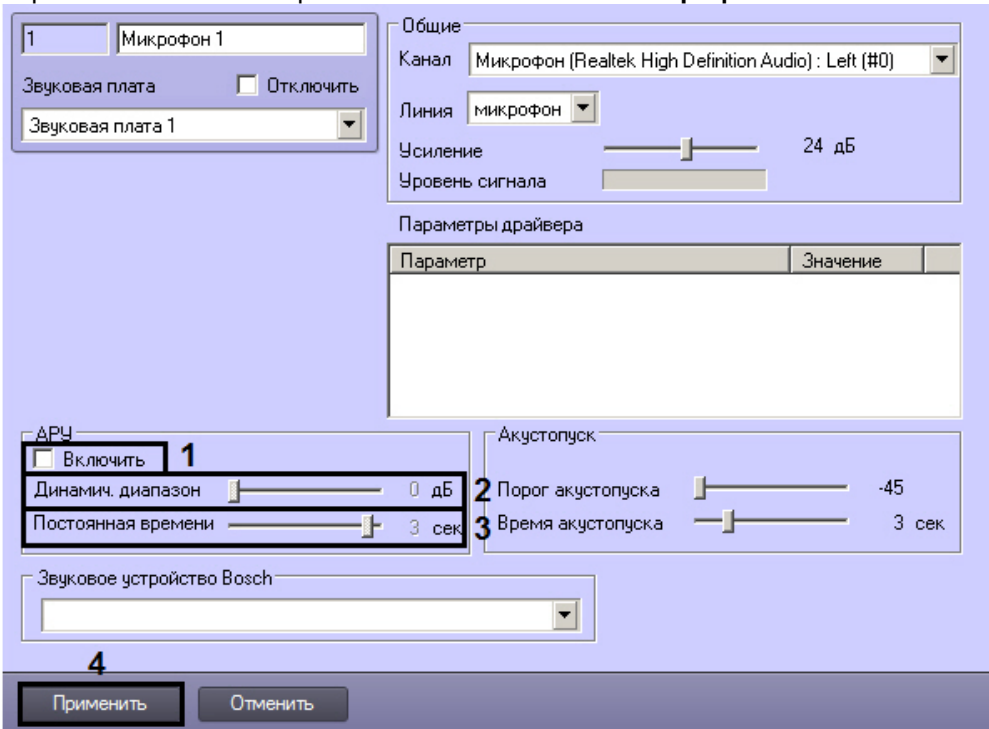 1
Микрофон 1
Звуковая плата
Отключить
Звуковая плата 1
Общие
Канал Микрофон (Realtek High Definition Audio) : Left (#0)
Линия микрофон
Усиление 24 дБ
Уровень сигнала
Параметры драйвера
Параметр Значение
АРУ
Включить 1
Динамич. диапазон 0 дБ 2
Постоянная времени 3 сек 3
Акустопуск
Порог акустопуска -45
Время акустопуска 3 сек
Звуковое устройство Bosch
4
Применить Отменить